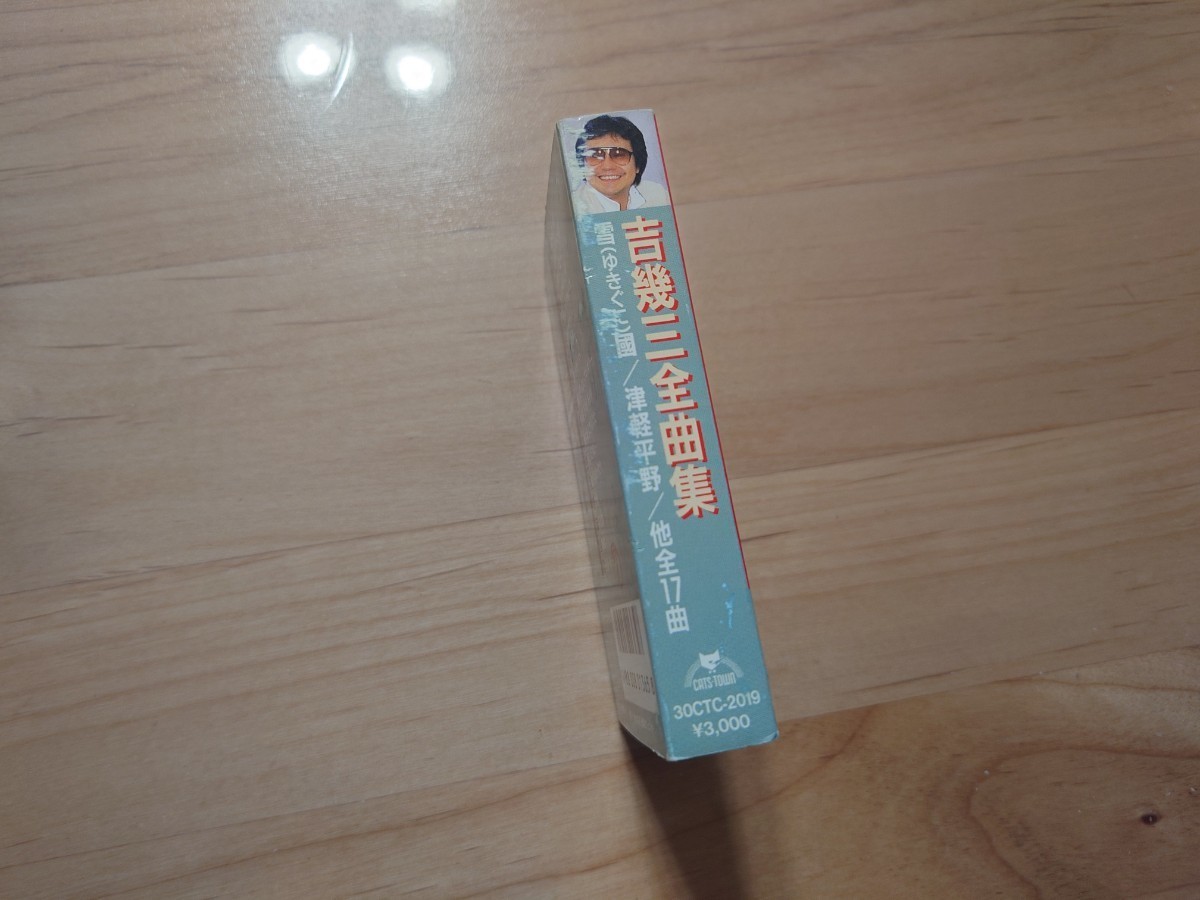 吉幾三全曲集
雪(ゆきぐに)國/津軽平野/他全17曲
CATS TOWN
30CTC-2019
¥3,000